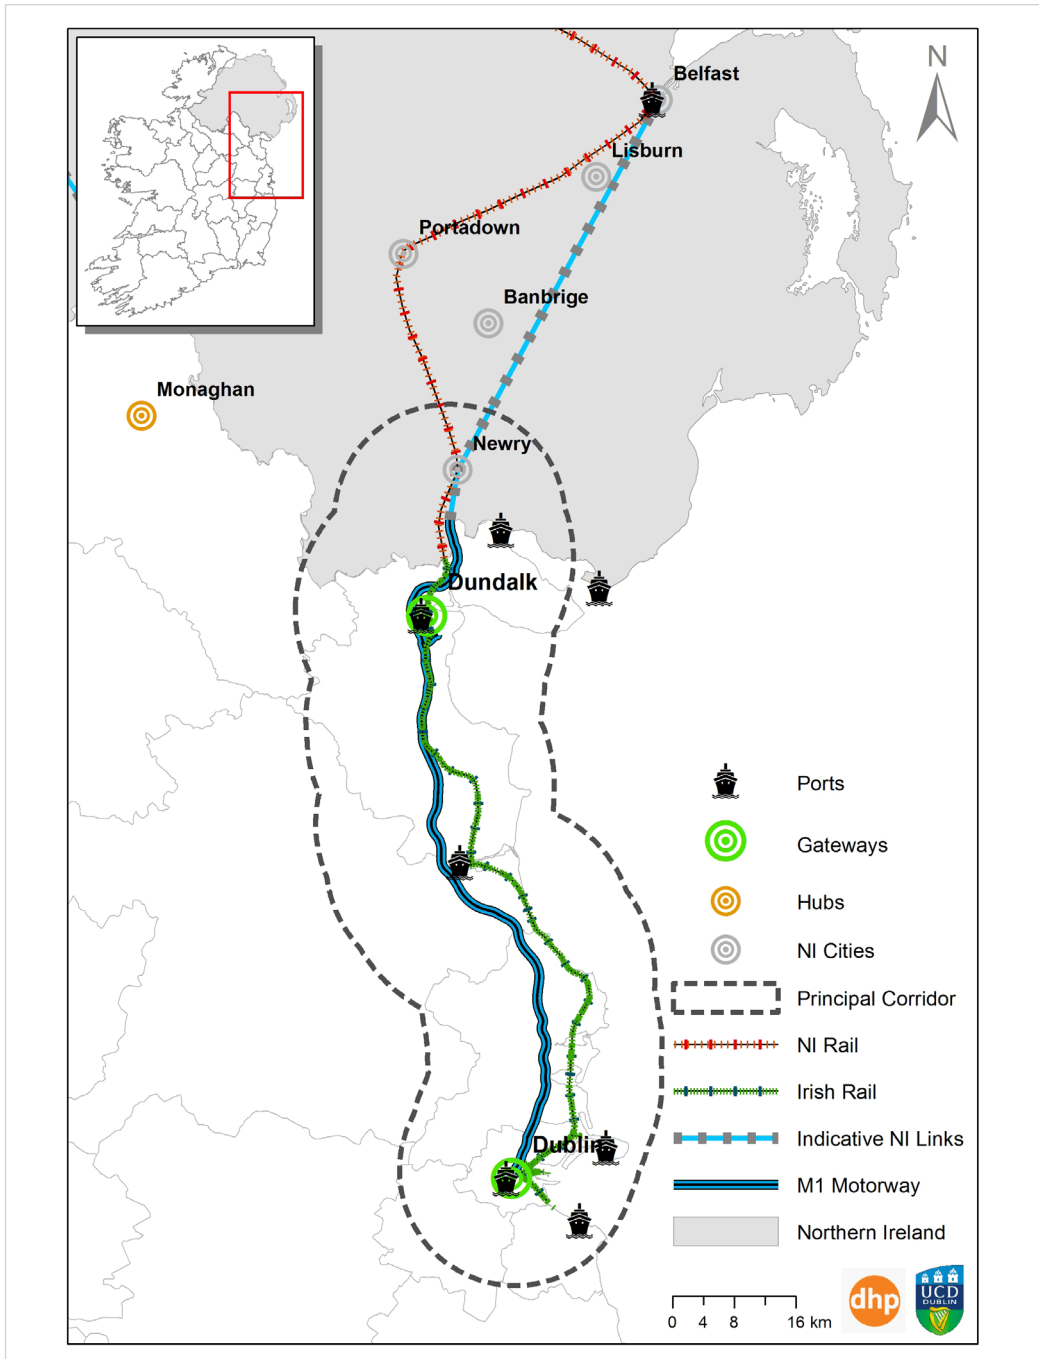 N
Belfast
Lisburn
Portadown
Banbrige
Monaghan
Newry
Dundalk
Dublin
Ports
Gateways
Hubs
NI Cities
Principal Corridor
NI Rail
Irish Rail
Indicative NI Links
M1 Motorway
Northern Ireland
0 4 8 16 km
dhp
UCD
DUBLIN